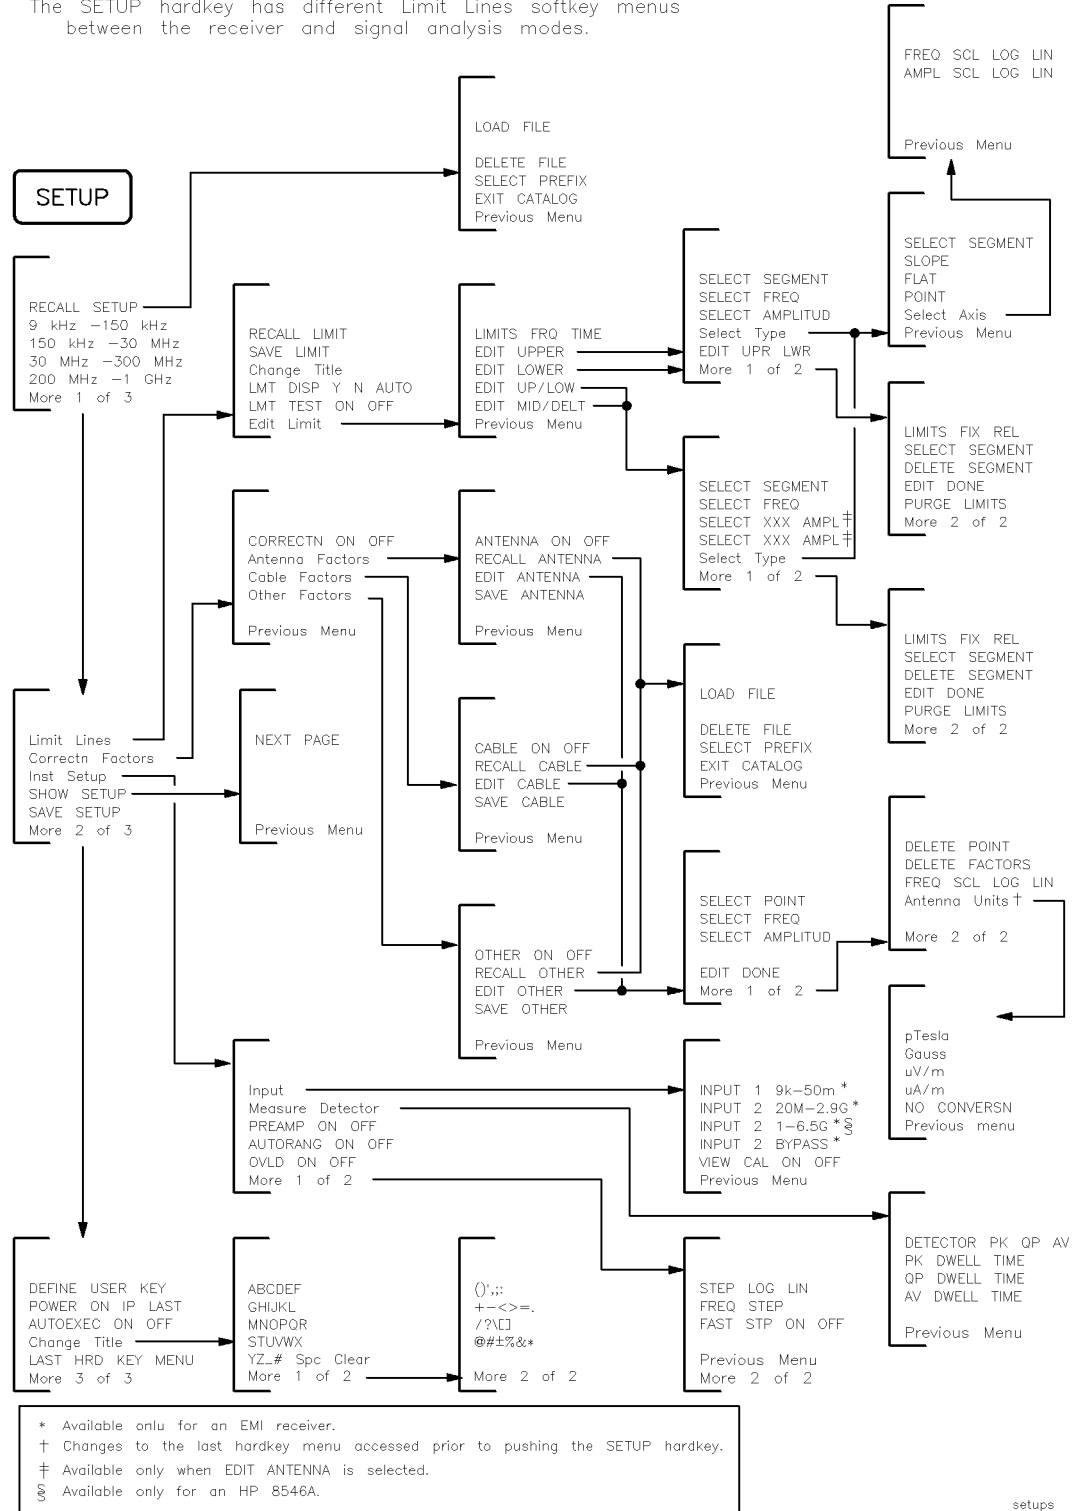 The SETUP hardkey has different Limit Lines softkey menus
between the receiver and signal analysis modes.
SETUP
RECALL SETUP
9 kHz –150 kHz
150 kHz –30 MHz
30 MHz –300 MHz
200 MHz –1 GHz
More 1 of 3
LOAD FILE
DELETE FILE
SELECT PREFIX
EXIT CATALOG
Previous Menu
RECALL LIMIT
SAVE LIMIT
Change Title
LMT DISP Y N AUTO
LMT TEST ON OFF
Edit Limit
LIMITS FRQ TIME
EDIT UPPER
EDIT LOWER
EDIT UP/LOW
EDIT MID/DELT
Previous Menu
SELECT SEGMENT
SELECT FREQ
SELECT AMPLITUD
Select Type
EDIT UPR LWR
More 1 of 2
FREQ SCL LOG LIN
AMPL SCL LOG LIN
Previous Menu
SELECT SEGMENT
SLOPE
FLAT
POINT
Select Axis
Previous Menu
LIMITS FIX REL
SELECT SEGMENT
DELETE SEGMENT
EDIT DONE
PURGE LIMITS
More 2 of 2
SELECT SEGMENT
SELECT FREQ
SELECT XXX AMPL‡
SELECT XXX AMPL‡
Select Type
More 1 of 2
LIMITS FIX REL
SELECT SEGMENT
DELETE SEGMENT
EDIT DONE
PURGE LIMITS
More 2 of 2
CORRECTN ON OFF
Antenna Factors
Cable Factors
Other Factors
Previous Menu
ANTENNA ON OFF
RECALL ANTENNA
EDIT ANTENNA
SAVE ANTENNA
Previous Menu
Limit Lines
Correctn Factors
Inst Setup
SHOW SETUP
SAVE SETUP
More 2 of 3
NEXT PAGE
Previous Menu
CABLE ON OFF
RECALL CABLE
EDIT CABLE
SAVE CABLE
Previous Menu
LOAD FILE
DELETE FILE
SELECT PREFIX
EXIT CATALOG
Previous Menu
OTHER ON OFF
RECALL OTHER
EDIT OTHER
SAVE OTHER
Previous Menu
SELECT POINT
SELECT FREQ
SELECT AMPLITUD
EDIT DONE
More 1 of 2
DELETE POINT
DELETE FACTORS
FREQ SCL LOG LIN
Antenna Units†
More 2 of 2
pTesla
Gauss
uV/m
uA/m
NO CONVERSN
Previous menu
Input
Measure Detector
PREAMP ON OFF
AUTORANG ON OFF
OVLD ON OFF
More 1 of 2
INPUT 1 9k–50m *
INPUT 2 20M–2.9G *
INPUT 2 1–6.5G *§
INPUT 2 BYPASS *
VIEW CAL ON OFF
Previous Menu
DETECTOR PK QP AV
PK DWELL TIME
QP DWELL TIME
AV DWELL TIME
Previous Menu
DEFINE USER KEY
POWER ON IP LAST
AUTOEXEC ON OFF
Change Title
LAST HRD KEY MENU
More 3 of 3
ABCDEF
GHIJKL
MNOPQR
STUVWX
YZ_# Spc Clear
More 1 of 2
()',;:
+–<>=.
/?\[]
@#±%&*
More 2 of 2
STEP LOG LIN
FREQ STEP
FAST STP ON OFF
Previous Menu
More 2 of 2
* Available onlu for an EMI receiver.
† Changes to the last hardkey menu accessed prior to pushing the SETUP hardkey.
‡ Available only when EDIT ANTENNA is selected.
§ Available only for an HP 8546A.
setups